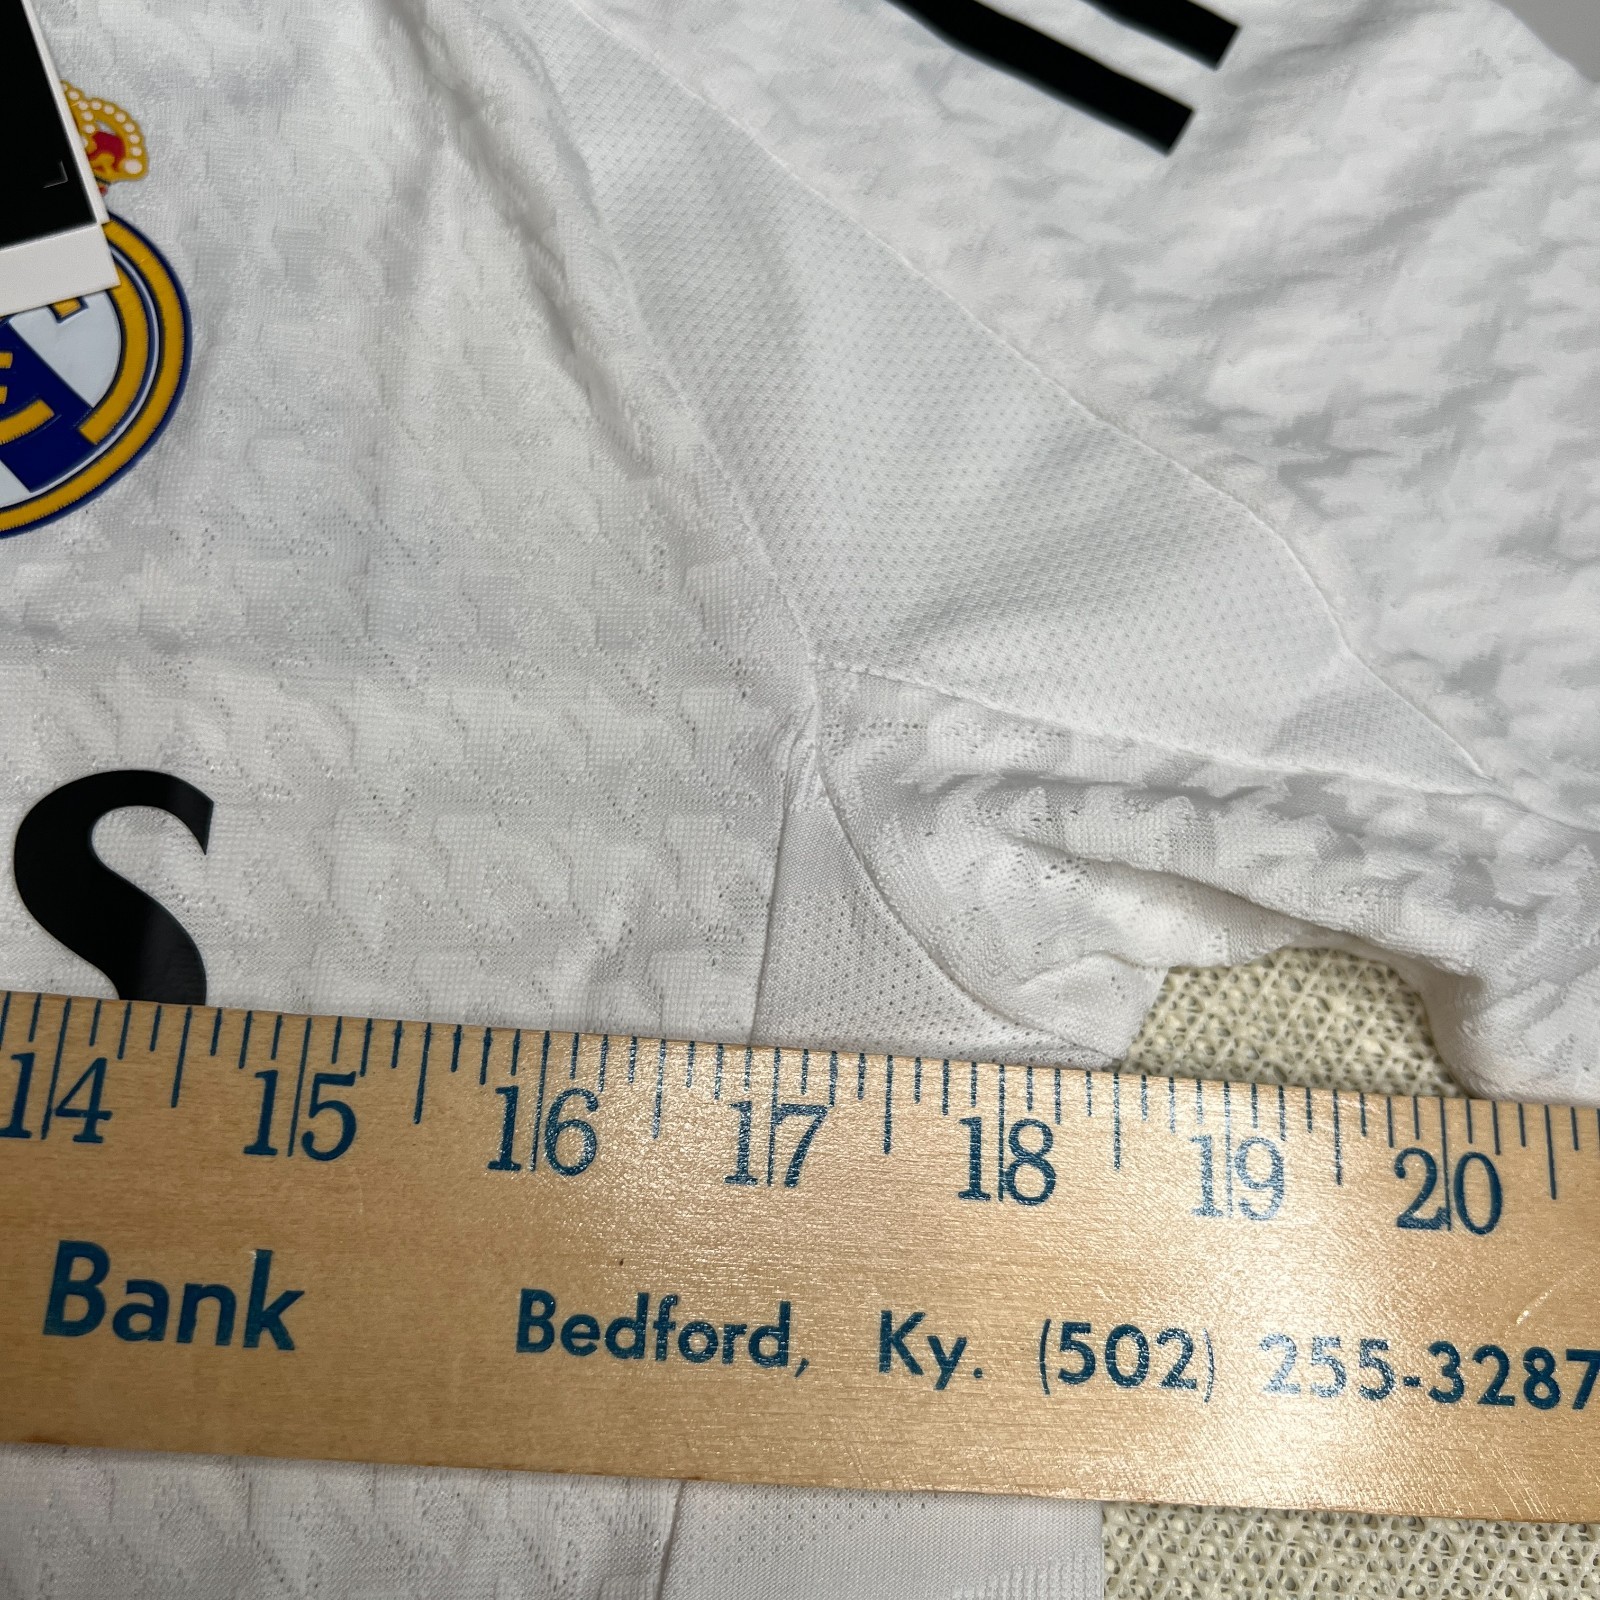 S
14 15 16 17 18 19 20
Bank Bedford, Ky. (502) 255-3287